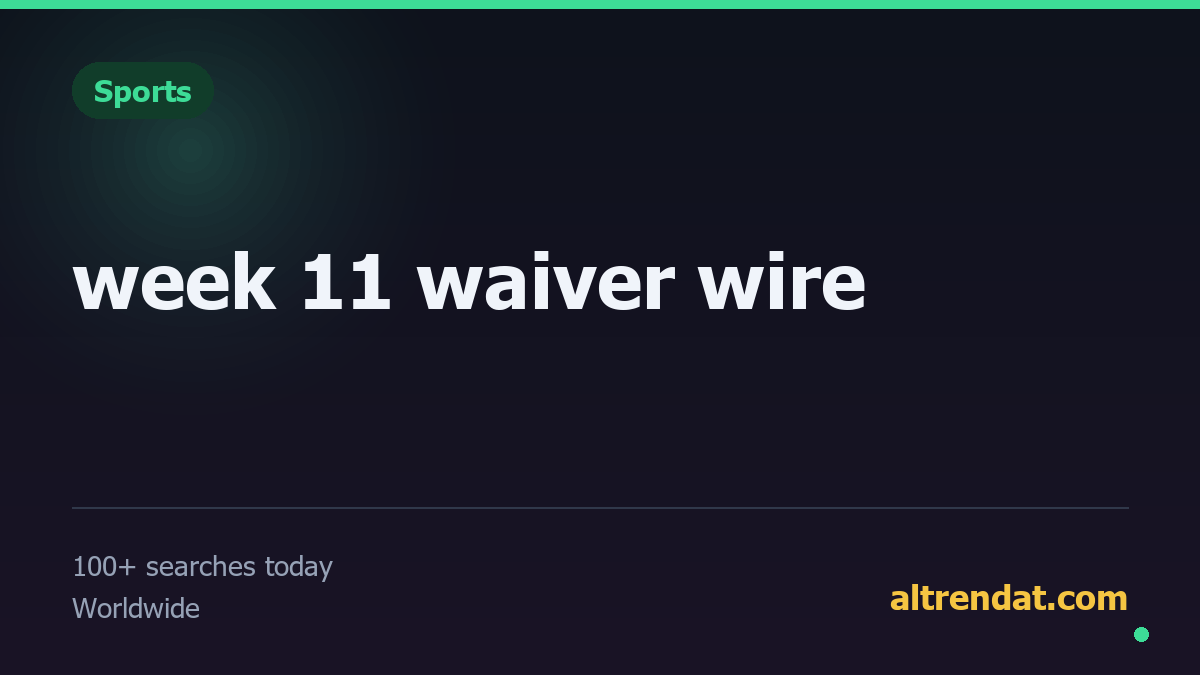 Sports
week 11 waiver wire
100+ searches today
Worldwide
altrendat.com